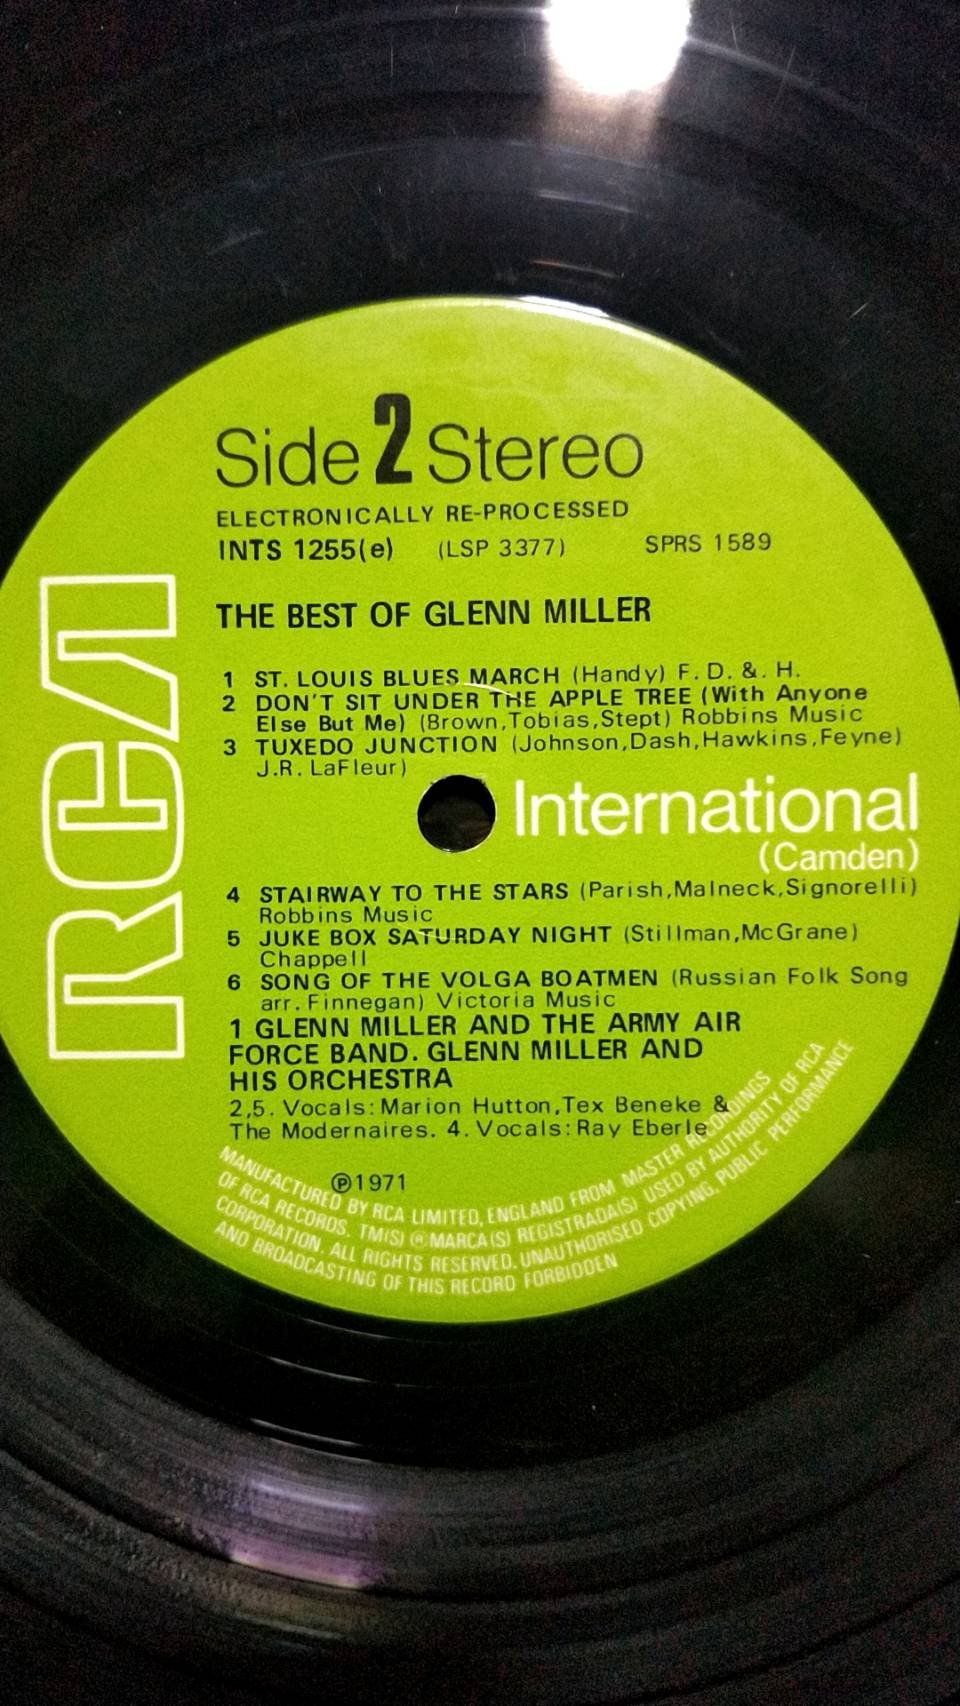 Side 2 Stereo
ELECTRONICALLY RE-PROCESSED
INTS 1255(e) (LSP 3377) SPRS 1589
THE BEST OF GLENN MILLER
1 ST. LOUIS BLUES MARCH (Handy) F. D. &. H.
2 DON'T SIT UNDER THE APPLE TREE (With Anyone
Else But Me) (Brown,Tobias,Stept) Robbins Music
3 TUXEDO JUNCTION (Johnson,Dash,Hawkins,Feyne)
J.R. LaFleur)
RCA
International
(Camden)
4 STAIRWAY TO THE STARS (Parish,Malneck,Signorelli)
Robbins Music
5 JUKE BOX SATURDAY NIGHT (Stillman,McGrane)
Chappell
6 SONG OF THE VOLGA BOATMEN (Russian Folk Song
arr. Finnegan) Victoria Music
1 GLENN MILLER AND THE ARMY AIR
FORCE BAND. GLENN MILLER AND
HIS ORCHESTRA
2,5. Vocals: Marion Hutton,Tex Beneke &
The Modernaires. 4. Vocals: Ray Eberle
℗1971
MANUFACTURED BY RCA LIMITED, ENGLAND FROM MASTER RECORDINGS
OF RCA RECORDS. TM(S) ® MARCA(S) REGISTRADA(S) USED BY AUTHORITY OF RCA
CORPORATION. ALL RIGHTS RESERVED. UNAUTHORISED COPYING, PUBLIC PERFORMANCE
AND BROADCASTING OF THIS RECORD FORBIDDEN